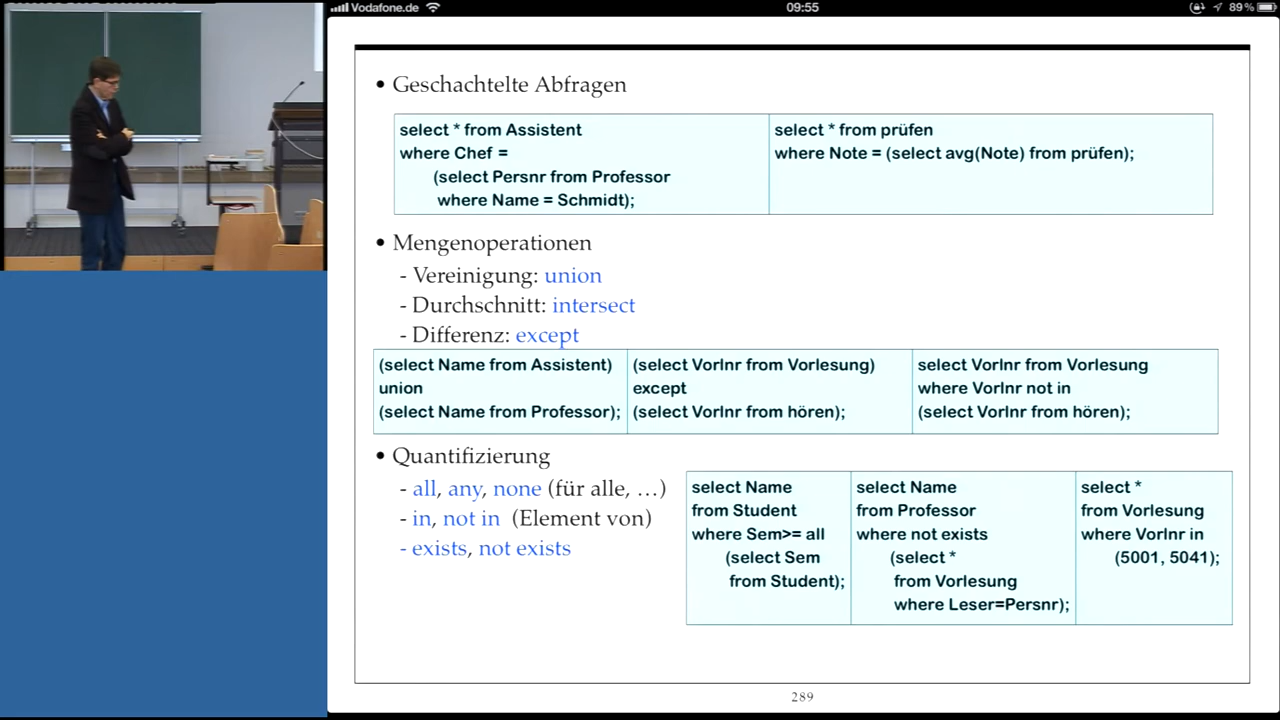 Vodafone.de 09:55 89%
• Geschachtelte Abfragen
select * from Assistent
where Chef =
(select Persnr from Professor
where Name = Schmidt);
select * from prüfen
where Note = (select avg(Note) from prüfen);
• Mengenoperationen
- Vereinigung: union
- Durchschnitt: intersect
- Differenz: except
(select Name from Assistent)
union
(select Name from Professor);
(select Vorlnr from Vorlesung)
except
(select Vorlnr from hören);
select Vorlnr from Vorlesung
where Vorlnr not in
(select Vorlnr from hören);
• Quantifizierung
- all, any, none (für alle, …)
- in, not in (Element von)
- exists, not exists
select Name
from Student
where Sem>= all
(select Sem
from Student);
select Name
from Professor
where not exists
(select *
from Vorlesung
where Leser=Persnr);
select *
from Vorlesung
where Vorlnr in
(5001, 5041);
289